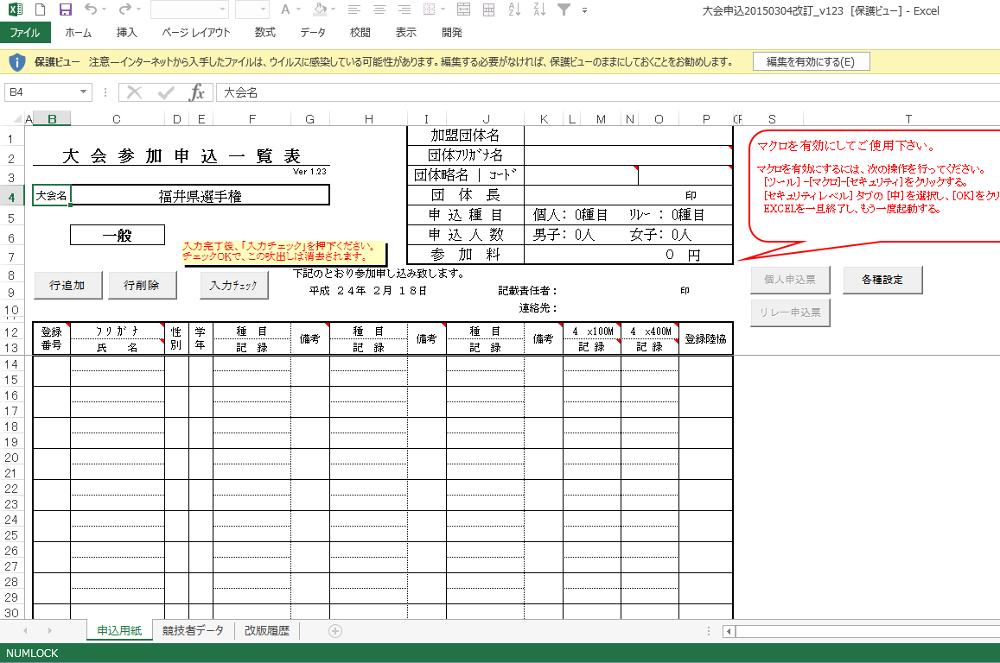 大会申込20150304改訂_v123 [保護ビュー] - Excel
ファイル ホーム 挿入 ページ レイアウト 数式 データ 校閲 表示 開発
保護ビュー 注意―インターネットから入手したファイルは、ウイルスに感染している可能性があります。編集する必要がなければ、保護ビューのままにしておくことをお勧めします。 編集を有効にする(E)
B4 fx 大会名
A B C D E F G H I J K L M N O P S T
1 加盟団体名
2 大会参加申込一覧表 団体フリガナ名
3 Ver 1.23 団体略名 | コード
4 大会名 福井県選手権 団 体 長 印
5 申 込 種 目 個人: 0種目 リレー : 0種目
6 一般 申 込 人 数 男子: 0人 女子: 0人
7 参 加 料 0 円
入力完了後、「入力チェック」を押下ください。
チェックOKで、この吹出しは消去されます。
マクロを有効にしてご使用下さい。
マクロを有効にするには、次の操作を行ってください。
[ツール] -[マクロ]-[セキュリティ]をクリックする。
[セキュリティ レベル] タブの [中] を選択し、[OK]をクリ
EXCELを一旦終了し、もう一度起動する。
8 下記のとおり参加申し込み致します。
行追加 行削除 入力チェック 個人申込票 各種設定
9 平成 24年 2月 18日 記載責任者: 印
10 連絡先: リレー申込票
12 登録 フリガナ 性 学 種 目 備考 種 目 備考 種 目 備考 4 x100M 4 x400M 登録陸協
13 番号 氏 名 別 年 記 録 記 録 記 録 記 録 記 録
14
15
16
17
18
19
20
21
22
23
24
25
26
27
28
29
30
申込用紙 競技者データ 改版履歴
NUMLOCK